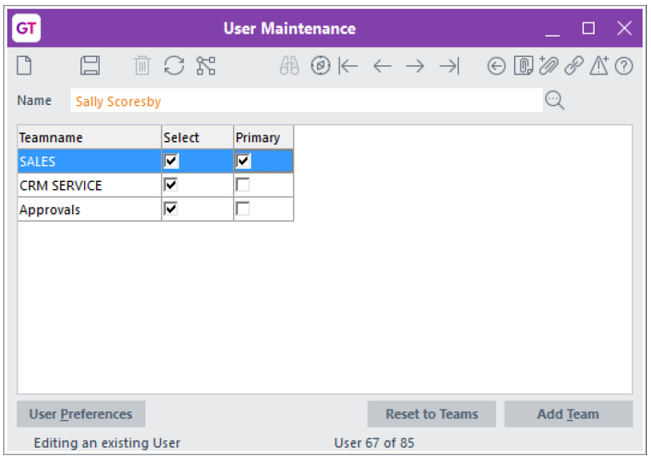 GT User Maintenance
Name Sally Scoresby
Teamname Select Primary
SALES
CRM SERVICE
Approvals
User Preferences Reset to Teams Add Team
Editing an existing User User 67 of 85